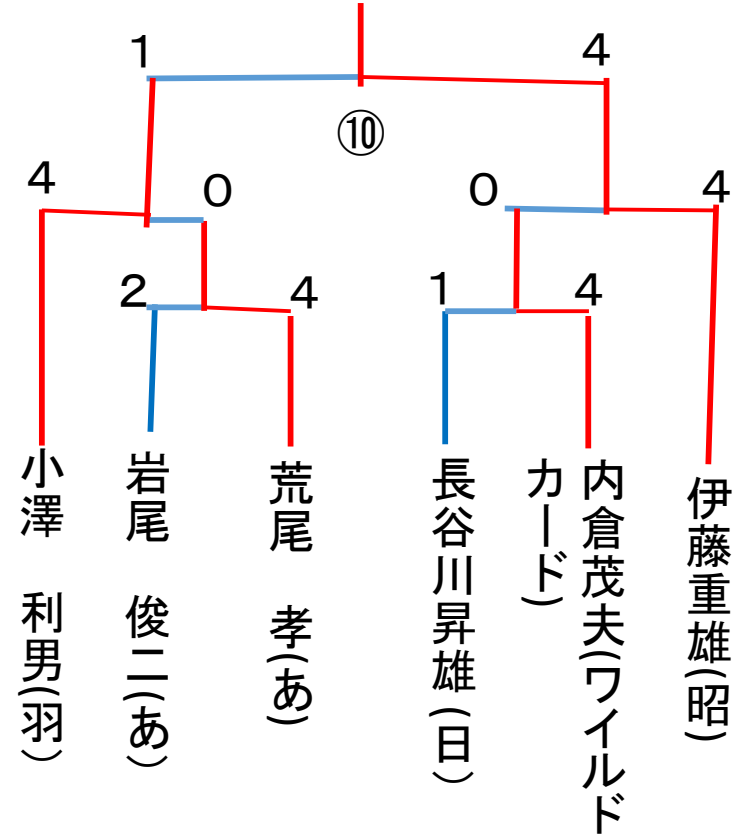 1
4
⑩
4
0
0
4
2
4
1
4
小澤　利男(羽)
岩尾　俊二(あ)
荒尾　孝(あ)
長谷川昇雄(日)
内倉茂夫(ワイルド
カード)
伊藤重雄(昭)